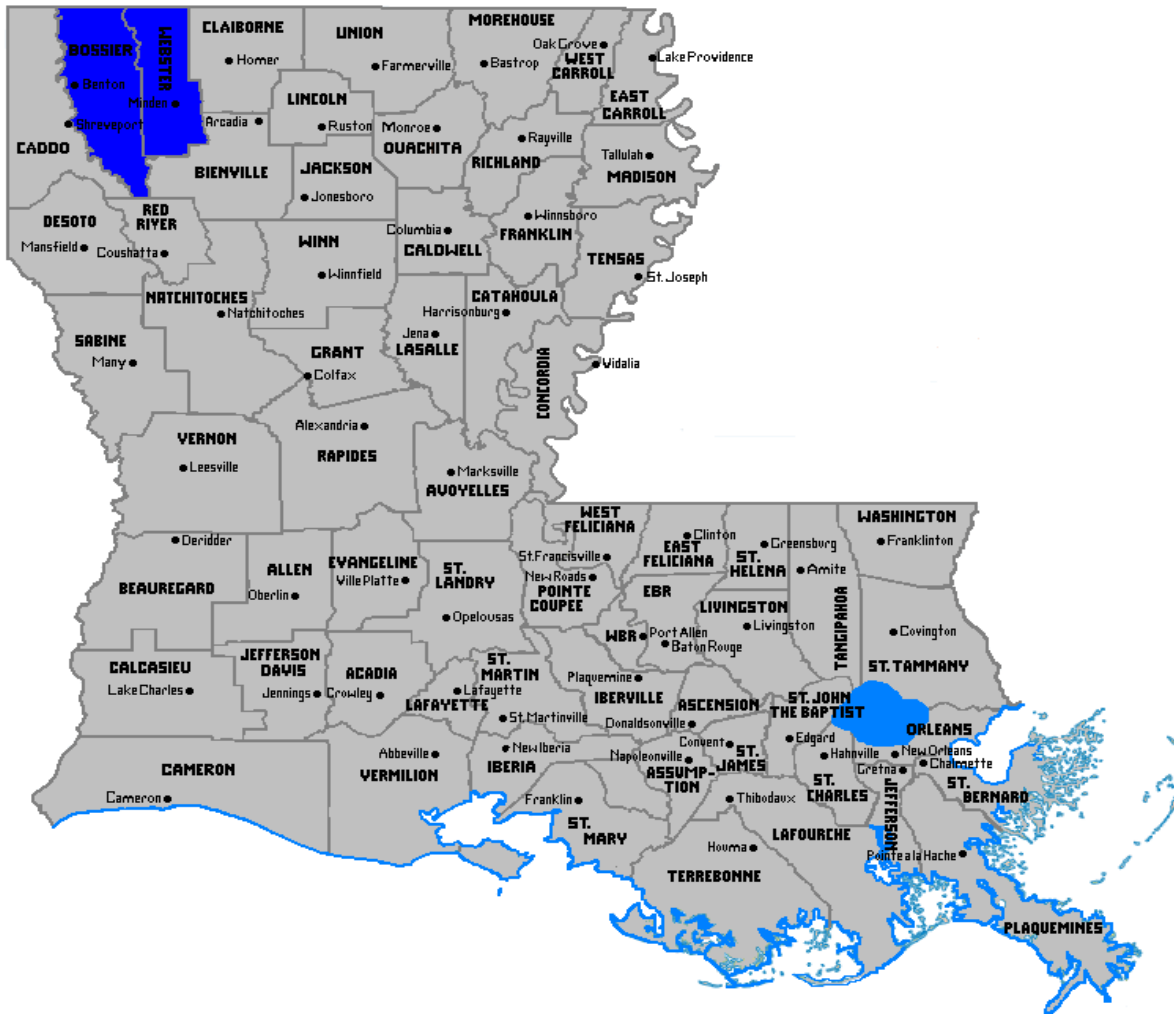 MOREHOUSE
CLAIBORNE
UNION
OakGrove
WEST
CARROLL
Lake Providence
BOSSIER
WEBSTER
Homer
Farmerville
Bastrop
Benton
Minden
LINCOLN
EAST
CARROLL
Shreveport
Arcadia
Ruston
Monroe
OUACHITA
Rayville
CADDO
BIENVILLE
JACKSON
RICHLAND
Tallulah
MADISON
Jonesboro
DESOTO
RED
RIVER
Winnsboro
FRANKLIN
Mansfield
Coushatta
WINN
Columbia
CALDWELL
TENSAS
Winnfield
St. Joseph
NATCHITOCHES
Natchitoches
CATAHOULA
Harrisonburg
SABINE
Many
GRANT
Colfax
Jena
LASALLE
CONCORDIA
Vidalia
VERNON
Leesville
Alexandria
RAPIDES
Marksville
AVOYELLES
WEST
FELICIANA
WASHINGTON
Deridder
Clinton
EAST
FELICIANA
Greensburg
ST.
HELENA
Franklinton
BEAUREGARD
ALLEN
Oberlin
EVANGELINE
Ville Platte
ST.
LANDRY
St. Francisville
New Roads
POINTE
COUPEE
EBR
Amite
TANGIPAHOA
Opelousas
LIVINGSTON
Livingston
Covington
WBR
Port Allen
Baton Rouge
ST. TAMMANY
CALCASIEU
Lake Charles
JEFFERSON
DAVIS
Jennings
ACADIA
Crowley
LAFAYETTE
Lafayette
ST.
MARTIN
St. Martinville
Plaquemine
IBERVILLE
ASCENSION
Donaldsonville
ST. JOHN
THE BAPTIST
Edgard
ORLEANS
New Orleans
CAMERON
Cameron
Abbeville
VERMILION
New Iberia
IBERIA
Napoleonville
ASSUMP-
TION
Convent
ST.
JAMES
Hahnville
ST.
CHARLES
Gretna
Chalmette
JEFFERSON
ST.
BERNARD
Franklin
ST.
MARY
Thibodaux
LAFOURCHE
Houma
TERREBONNE
Pointe a la Hache
PLAQUEMINES